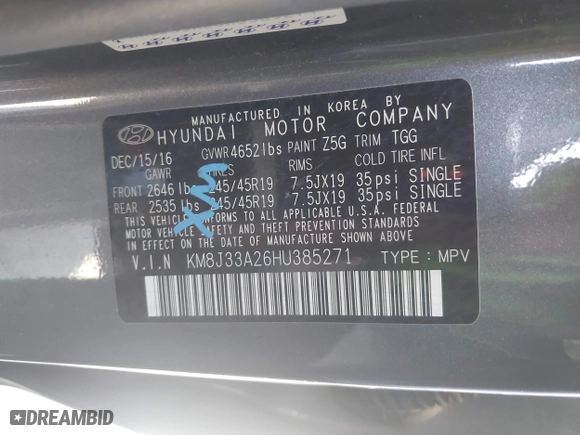 MANUFACTURED IN KOREA BY
HYUNDAI MOTOR COMPANY
DEC/15/16 GVWR 4652lbs PAINT Z5G TRIM TGG
GAWR RIMS COLD TIRE INFL
FRONT 2646 lbs 245/45R19 7.5JX19 35psi SINGLE
REAR 2535 lbs 245/45R19 7.5JX19 35psi SINGLE
THIS VEHICLE CONFORMS TO ALL APPLICABLE U.S.A. FEDERAL
MOTOR VEHICLE SAFETY AND THEFT PREVENTION STANDARDS
IN EFFECT ON THE DATE OF MANUFACTURE SHOWN ABOVE.
V.I.N KM8J33A26HU385271 TYPE : MPV
DREAMBID